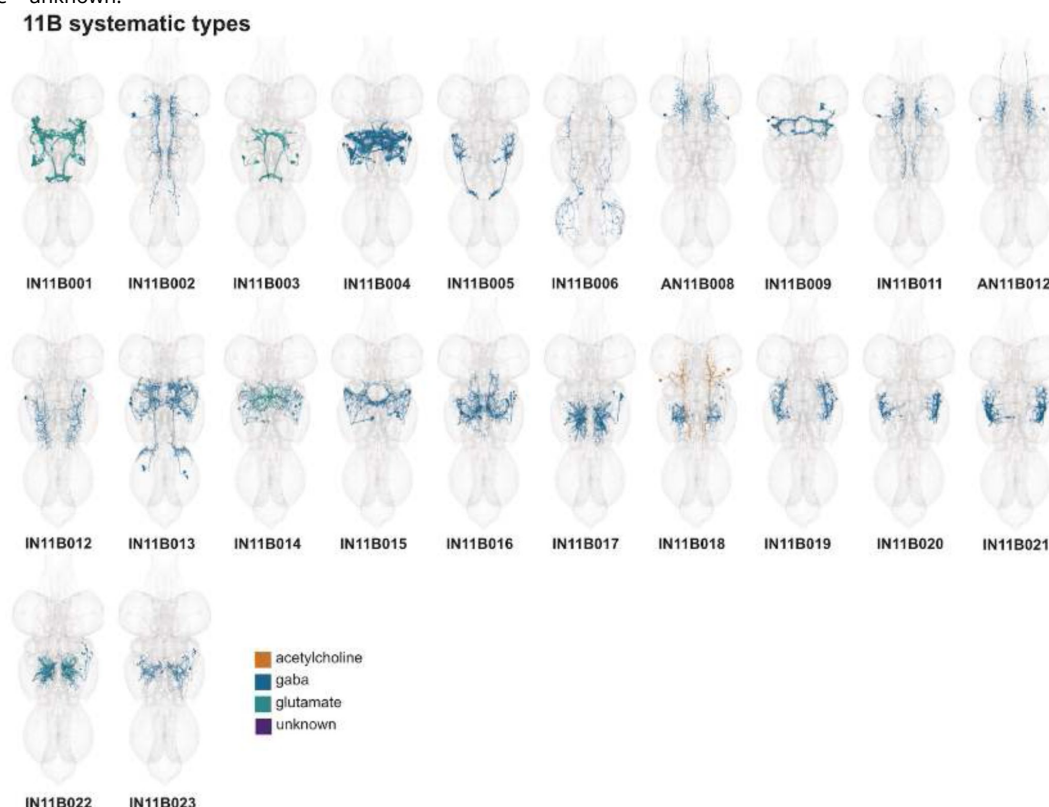 unknown.
11B systematic types
IN11B001 IN11B002 IN11B003 IN11B004 IN11B005 IN11B006 AN11B008 IN11B009 IN11B011 AN11B012
IN11B012 IN11B013 IN11B014 IN11B015 IN11B016 IN11B017 IN11B018 IN11B019 IN11B020 IN11B021
acetylcholine
gaba
glutamate
unknown
IN11B022 IN11B023